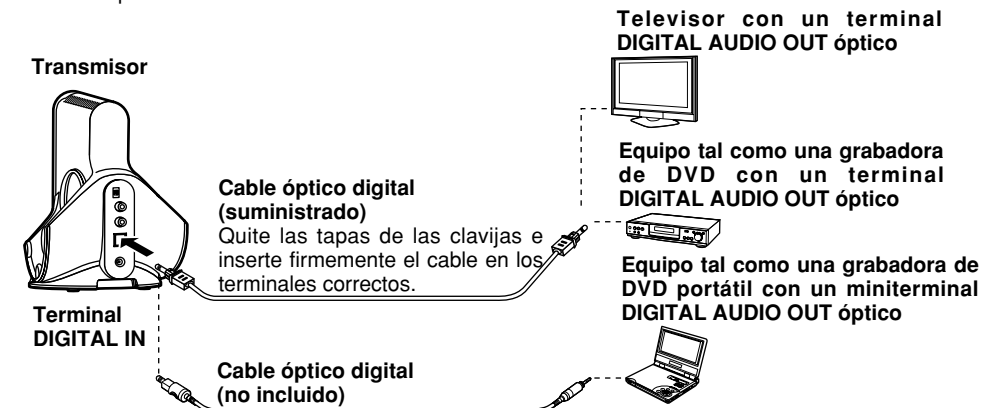 Televisor con un terminal
DIGITAL AUDIO OUT óptico
Transmisor
Equipo tal como una grabadora
de DVD con un terminal
DIGITAL AUDIO OUT óptico
Cable óptico digital
(suministrado)
Quite las tapas de las clavijas e
inserte firmemente el cable en los
terminales correctos.
Equipo tal como una grabadora de
DVD portátil con un miniterminal
DIGITAL AUDIO OUT óptico
Terminal
DIGITAL IN
Cable óptico digital
(no incluido)